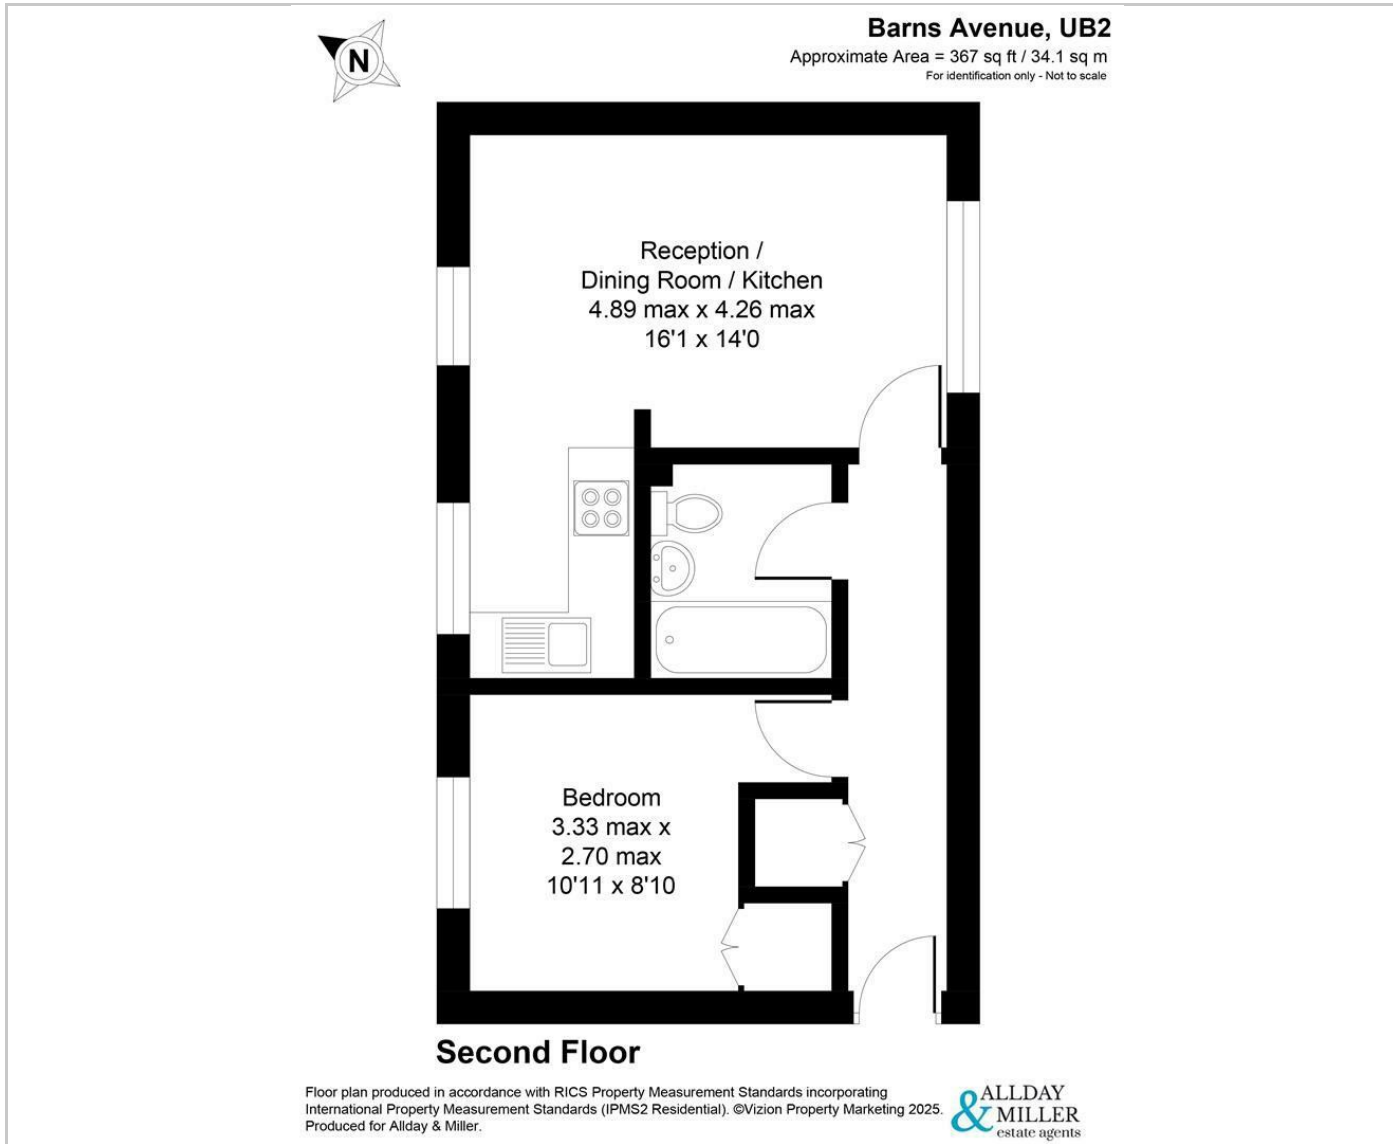 N
Barns Avenue, UB2
Approximate Area = 367 sq ft / 34.1 sq m
For identification only - Not to scale
Reception /
Dining Room / Kitchen
4.89 max x 4.26 max
16'1 x 14'0
Bedroom
3.33 max x
2.70 max
10'11 x 8'10
Second Floor
Floor plan produced in accordance with RICS Property Measurement Standards incorporating
International Property Measurement Standards (IPMS2 Residential). ©Vizion Property Marketing 2025.
Produced for Allday & Miller.
ALLDAY
& MILLER
estate agents